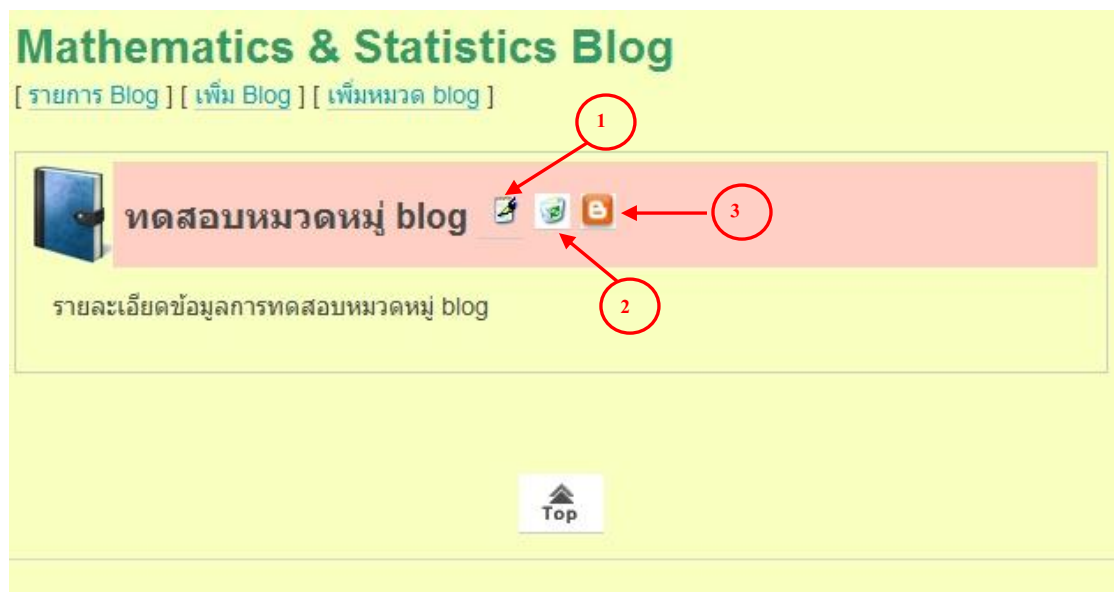 Mathematics & Statistics Blog
[ รายการ Blog ] [ เพิ่ม Blog ] [ เพิ่มหมวด blog ]
1
ทดสอบหมวดหมู่ blog
3
รายละเอียดข้อมูลการทดสอบหมวดหมู่ blog
2
Top